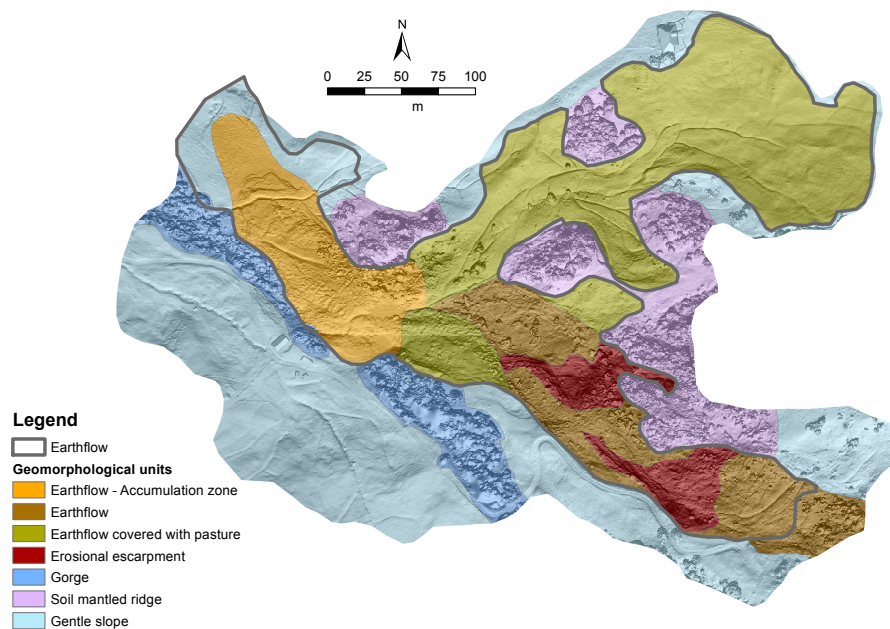 N
0 25 50 75 100
m
Legend
Earthflow
Geomorphological units
Earthflow - Accumulation zone
Earthflow
Earthflow covered with pasture
Erosional escarpment
Gorge
Soil mantled ridge
Gentle slope